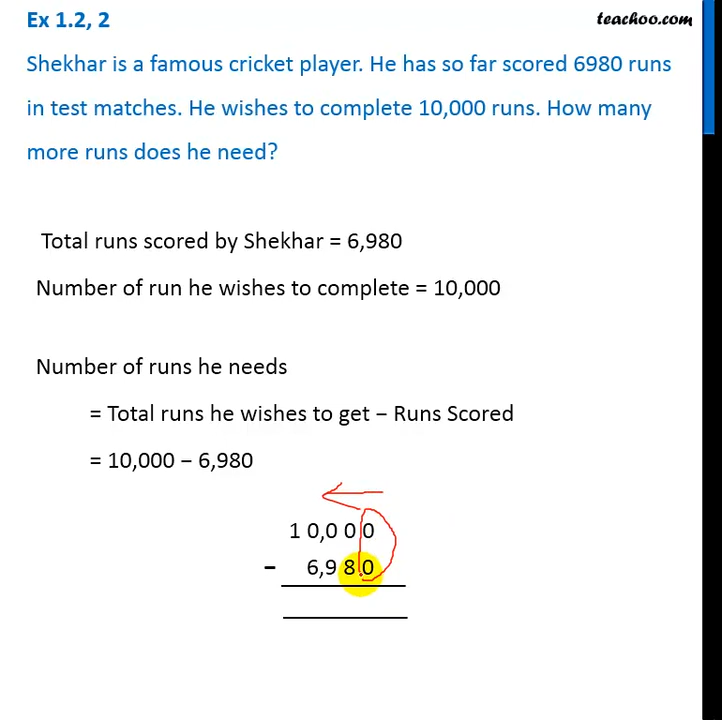 Ex 1.2, 2
teachoo.com
Shekhar is a famous cricket player. He has so far scored 6980 runs
in test matches. He wishes to complete 10,000 runs. How many
more runs does he need?
Total runs scored by Shekhar = 6,980
Number of run he wishes to complete = 10,000
Number of runs he needs
= Total runs he wishes to get − Runs Scored
= 10,000 − 6,980
1 0,0 0 0
− 6,9 8 0